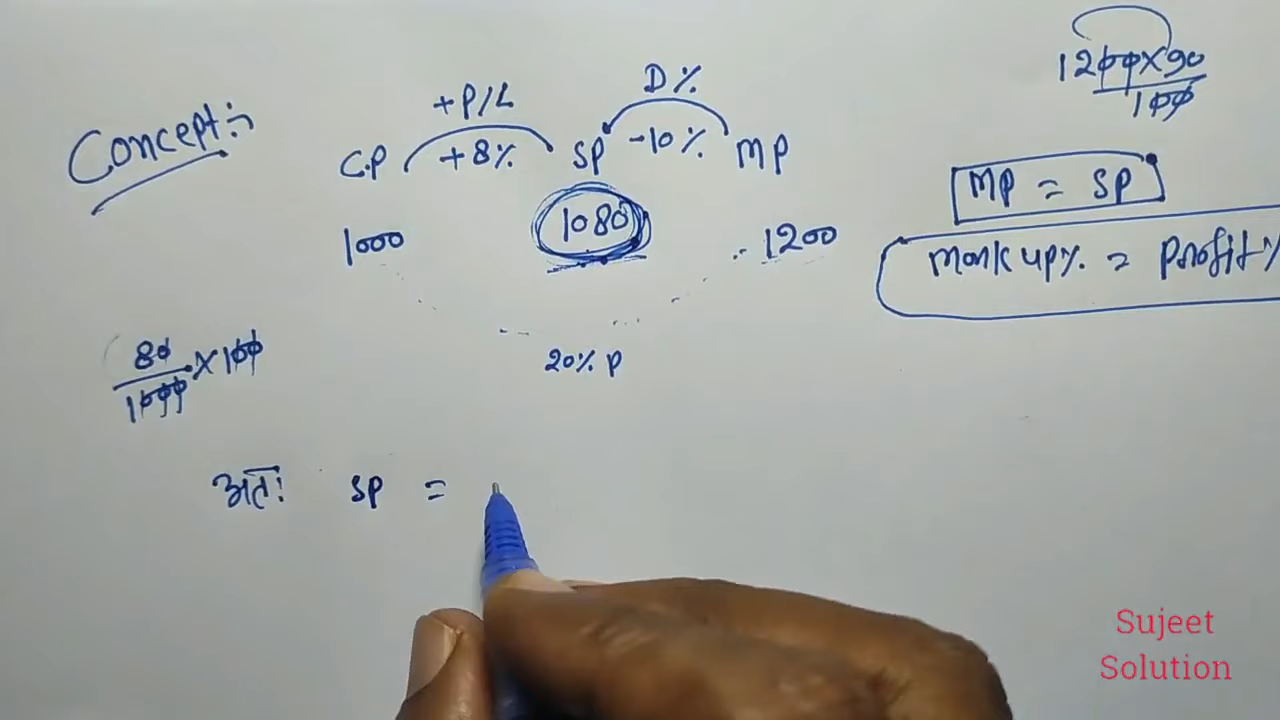 Concept:-
+P/L
D%
C.P +8% SP -10% MP
1000 1080 1200
20% P
1200×90
100
MP = SP
Markup% = Profit%
80
1000
×100
अतः SP =
Sujeet
Solution